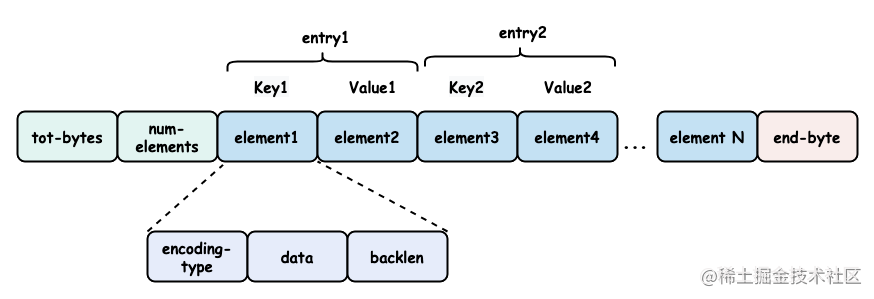 entry1
entry2
Key1
Value1
Key2
Value2
tot-bytes
num-
elements
element1
element2
element3
element4
...
element N
end-byte
encoding-
type
data
backlen
@稀土掘金技术社区